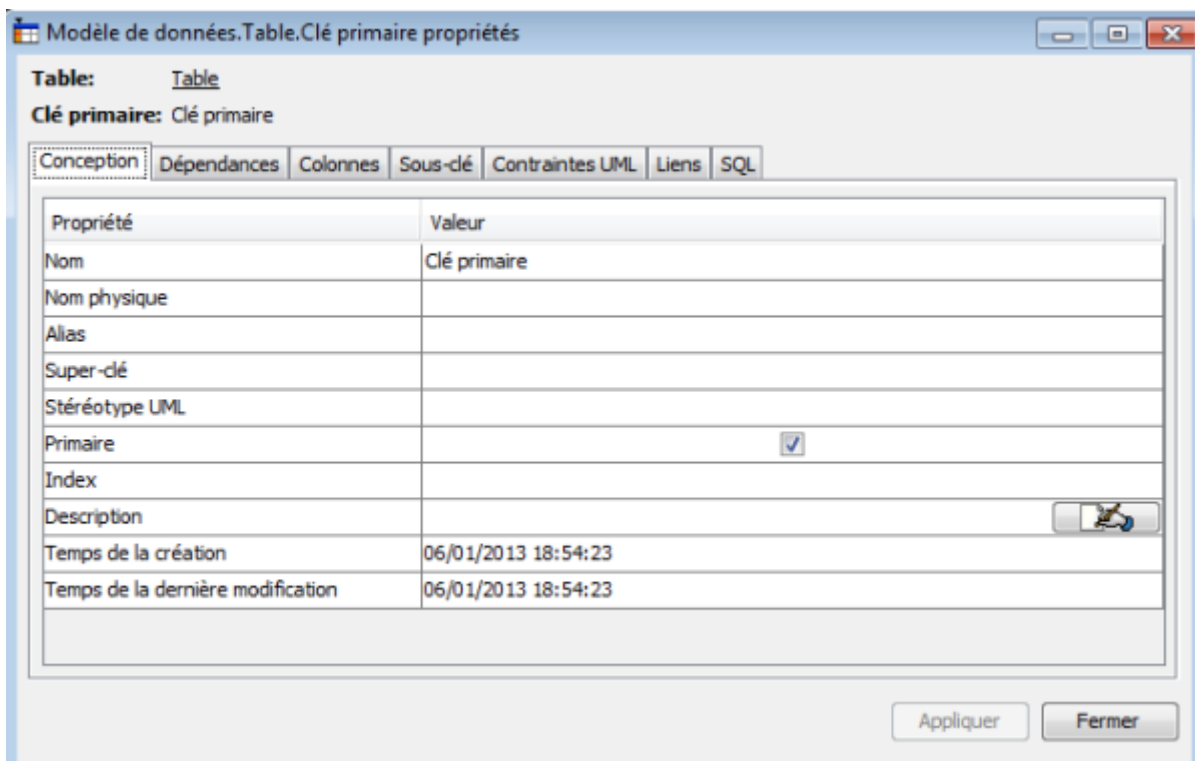 Modèle de données.Table.Clé primaire propriétés
Table: Table
Clé primaire: Clé primaire
Conception Dépendances Colonnes Sous-clé Contraintes UML Liens SQL
Propriété Valeur
Nom Clé primaire
Nom physique
Alias
Super-clé
Stéréotype UML
Primaire
Index
Description
Temps de la création 06/01/2013 18:54:23
Temps de la dernière modification 06/01/2013 18:54:23
Appliquer Fermer